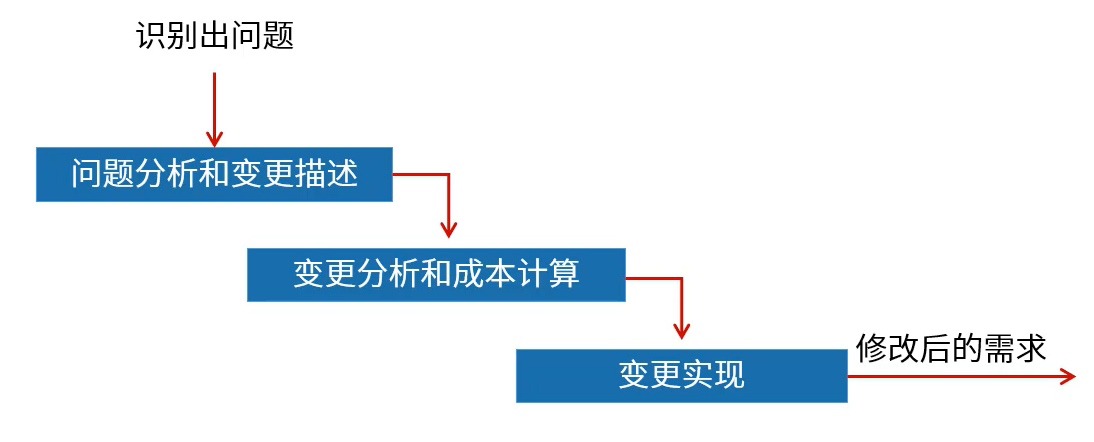 识别出问题
问题分析和变更描述
变更分析和成本计算
变更实现
修改后的需求